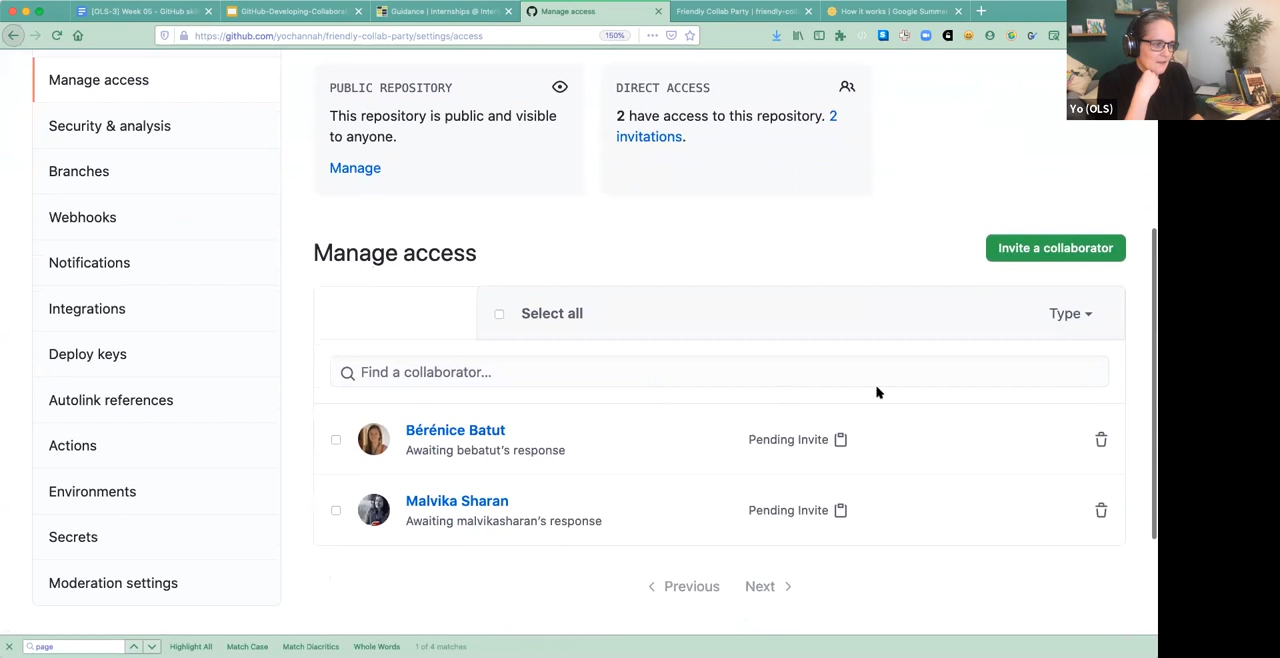 [OLS-3] Week 05 - GitHub ski
GitHub-Developing-Collabora
Guidance | Internships @ Inter
Manage access
Friendly Collab Party | friendly-col
How it works | Google Summe
https://github.com/yochannah/friendly-collab-party/settings/access
150%
Yo (OLS)
Manage access
Security & analysis
Branches
Webhooks
Notifications
Integrations
Deploy keys
Autolink references
Actions
Environments
Secrets
Moderation settings
PUBLIC REPOSITORY
This repository is public and visible
to anyone.
Manage
DIRECT ACCESS
2 have access to this repository. 2
invitations.
Manage access
Invite a collaborator
Select all
Type
Find a collaborator...
Bérénice Batut
Awaiting bebatut's response
Pending Invite
Malvika Sharan
Awaiting malvikasharan's response
Pending Invite
Previous
Next
page
Highlight All
Match Case
Match Diacritics
Whole Words
1 of 4 matches